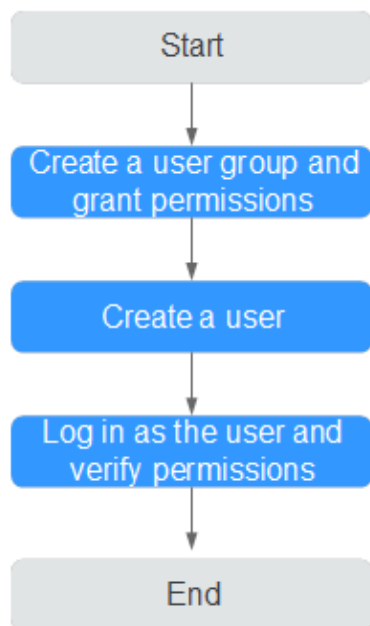 Start
Create a user group and
grant permissions
Create a user
Log in as the user and
verify permissions
End